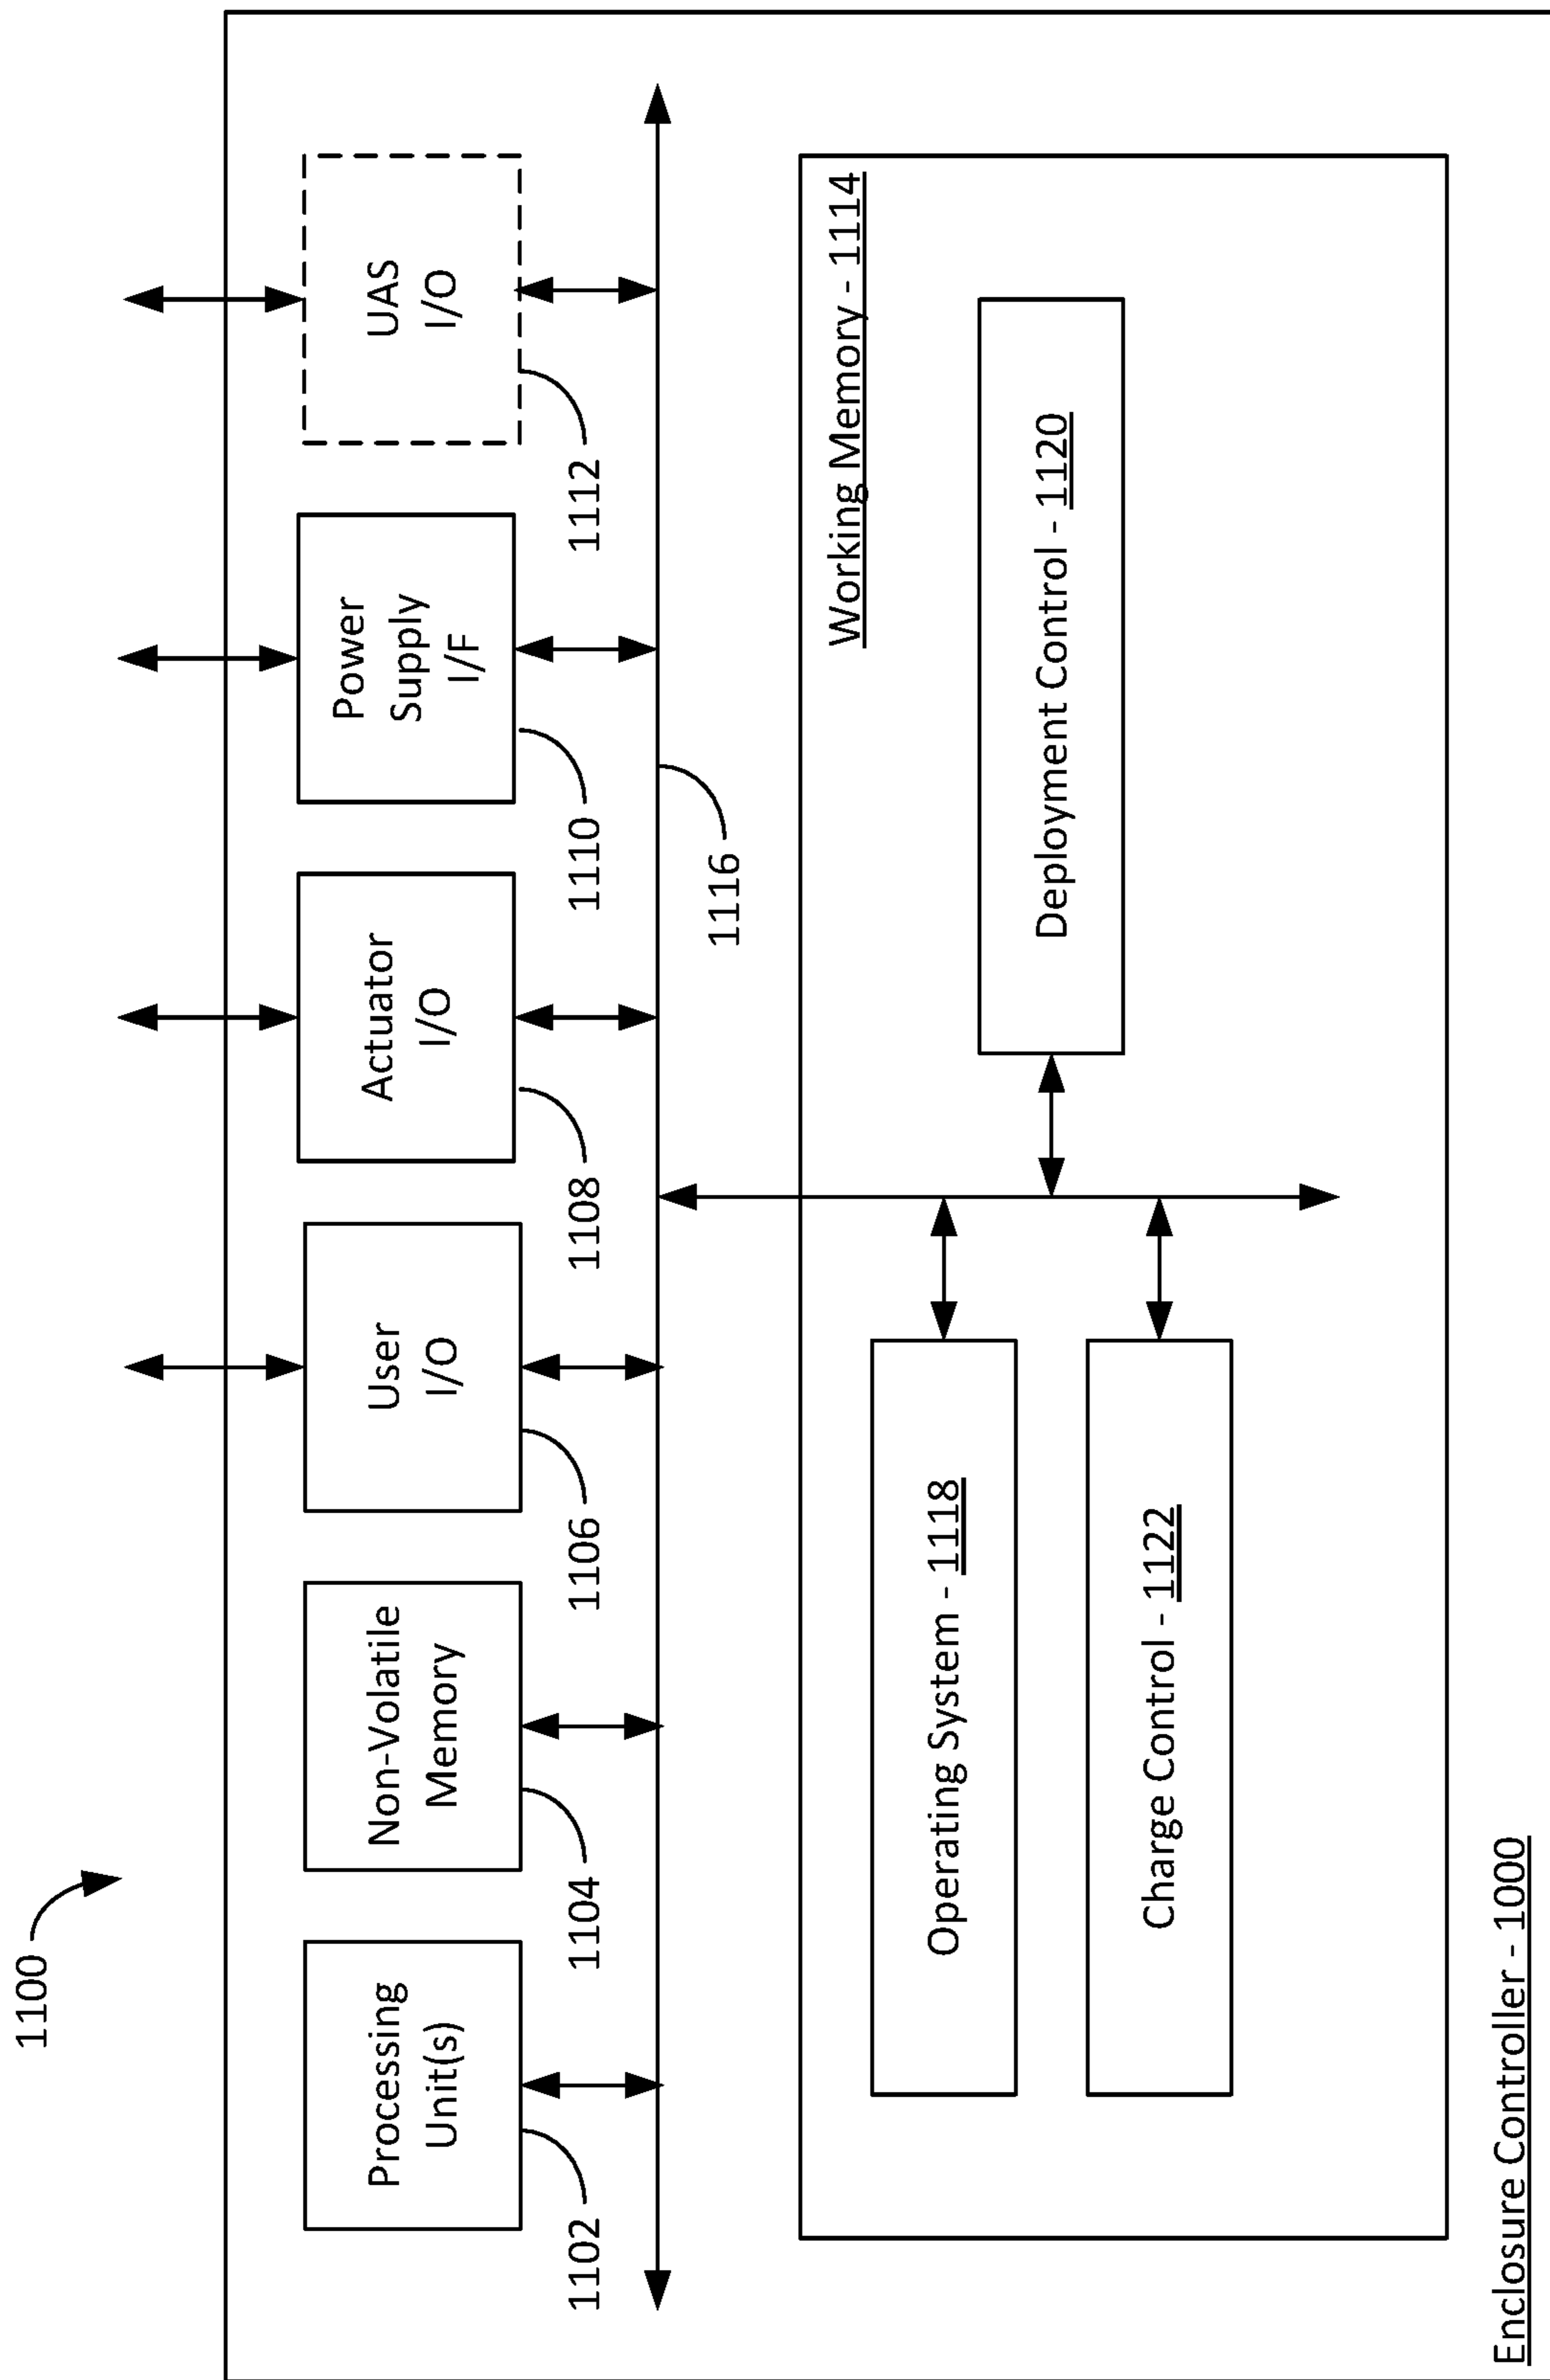 1100
Processing
Unit(s)
Non-Volatile
Memory
User
I/O
Actuator
I/O
Power
Supply
I/F
UAS
I/O
1102
1104
1106
1108
1110
1112
1116
Working Memory - 1114
Operating System - 1118
Deployment Control - 1120
Charge Control - 1122
Enclosure Controller - 1000